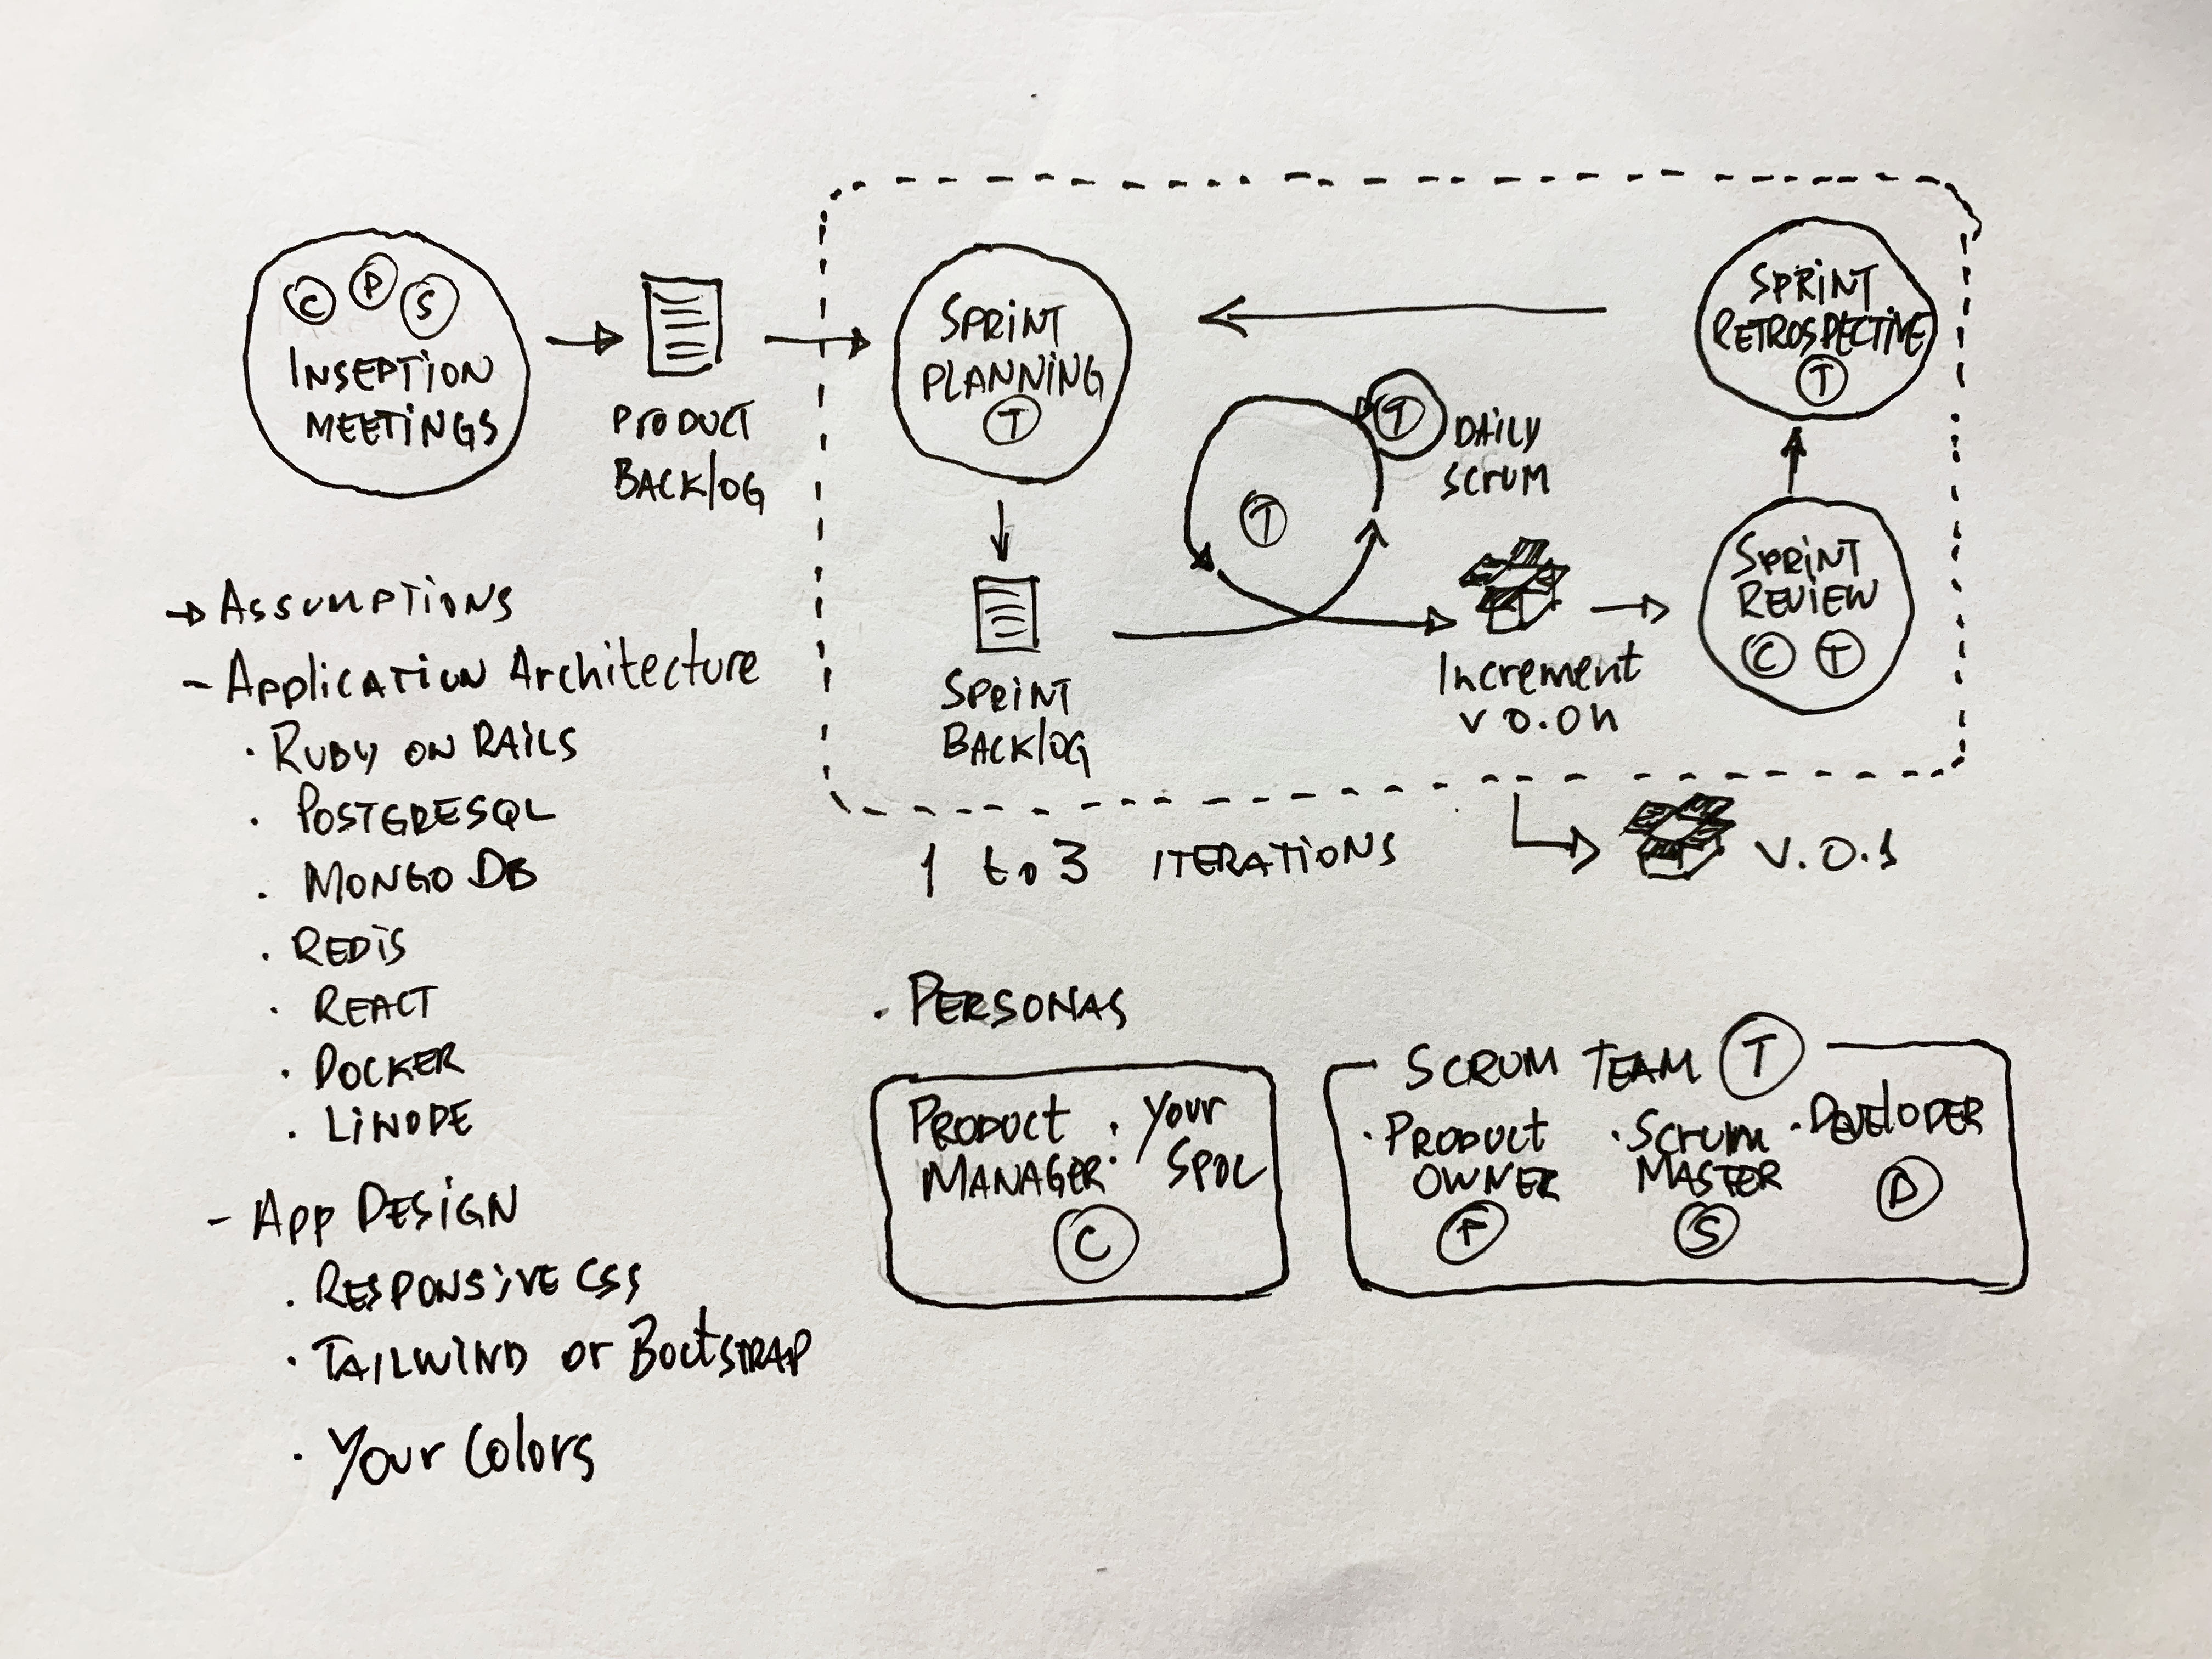 C P S
INSEPTION
MEETINGS
PRODUCT
BACKLOG
SPRINT
PLANNING
T
SPRINT
BACKLOG
T
T
DAILY
SCRUM
Increment
v 0.0n
SPRINT
REVIEW
C T
SPRINT
RETROSPECTIVE
T
1 to 3 ITERATIONS
V.0.1
→ ASSUMPTIONS
- APPLICATION Architecture
· RUBY ON RAILS
· POSTGRESQL
· MONGO DB
· REDIS
· REACT
· DOCKER
· LINODE
- App DESIGN
· RESPONSIVE CSS
· TAILWIND or BootSTRAP
· Your Colors
· PERSONAS
PRODUCT
MANAGER
: Your
SPOC
C
SCRUM TEAM T
· PRODUCT
OWNER
P
· SCRUM
MASTER
S
· DEVELOPER
D